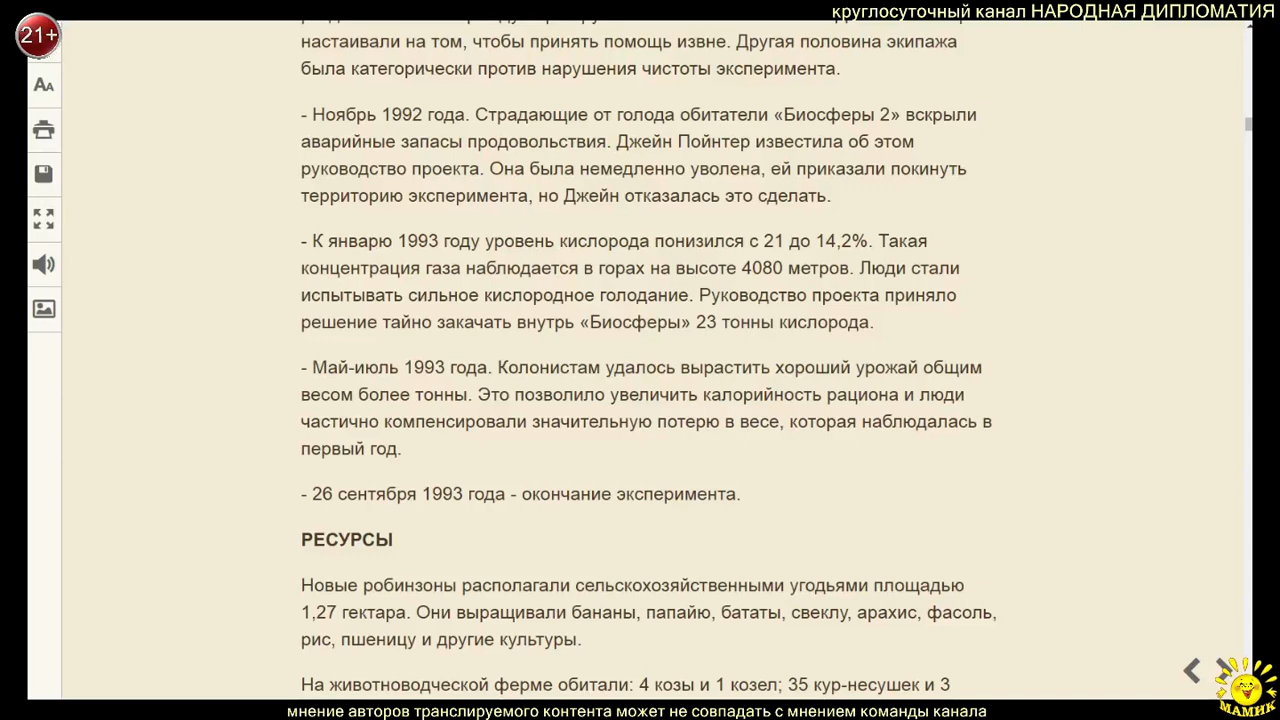 круглосуточный канал НАРОДНАЯ ДИПЛОМАТИЯ
21+
настаивали на том, чтобы принять помощь извне. Другая половина экипажа
была категорически против нарушения чистоты эксперимента.
- Ноябрь 1992 года. Страдающие от голода обитатели «Биосферы 2» вскрыли
аварийные запасы продовольствия. Джейн Пойнтер известила об этом
руководство проекта. Она была немедленно уволена, ей приказали покинуть
территорию эксперимента, но Джейн отказалась это сделать.
- К январю 1993 году уровень кислорода понизился с 21 до 14,2%. Такая
концентрация газа наблюдается в горах на высоте 4080 метров. Люди стали
испытывать сильное кислородное голодание. Руководство проекта приняло
решение тайно закачать внутрь «Биосферы» 23 тонны кислорода.
- Май-июль 1993 года. Колонистам удалось вырастить хороший урожай общим
весом более тонны. Это позволило увеличить калорийность рациона и люди
частично компенсировали значительную потерю в весе, которая наблюдалась в
первый год.
- 26 сентября 1993 года - окончание эксперимента.
РЕСУРСЫ
Новые робинзоны располагали сельскохозяйственными угодьями площадью
1,27 гектара. Они выращивали бананы, папайю, бататы, свеклу, арахис, фасоль,
рис, пшеницу и другие культуры.
На животноводческой ферме обитали: 4 козы и 1 козел; 35 кур-несушек и 3
МАМИК
мнение авторов транслируемого контента может не совпадать с мнением команды канала